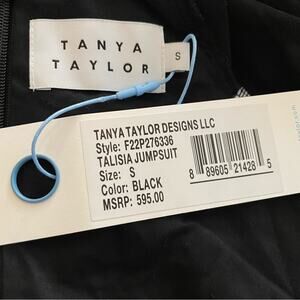 TANYA
TAYLOR
S
TANYA TAYLOR DESIGNS LLC
Style: F22P276336
TALISIA JUMPSUIT
Size: S
Color: BLACK
MSRP: 595.00
8 89605 21428 5